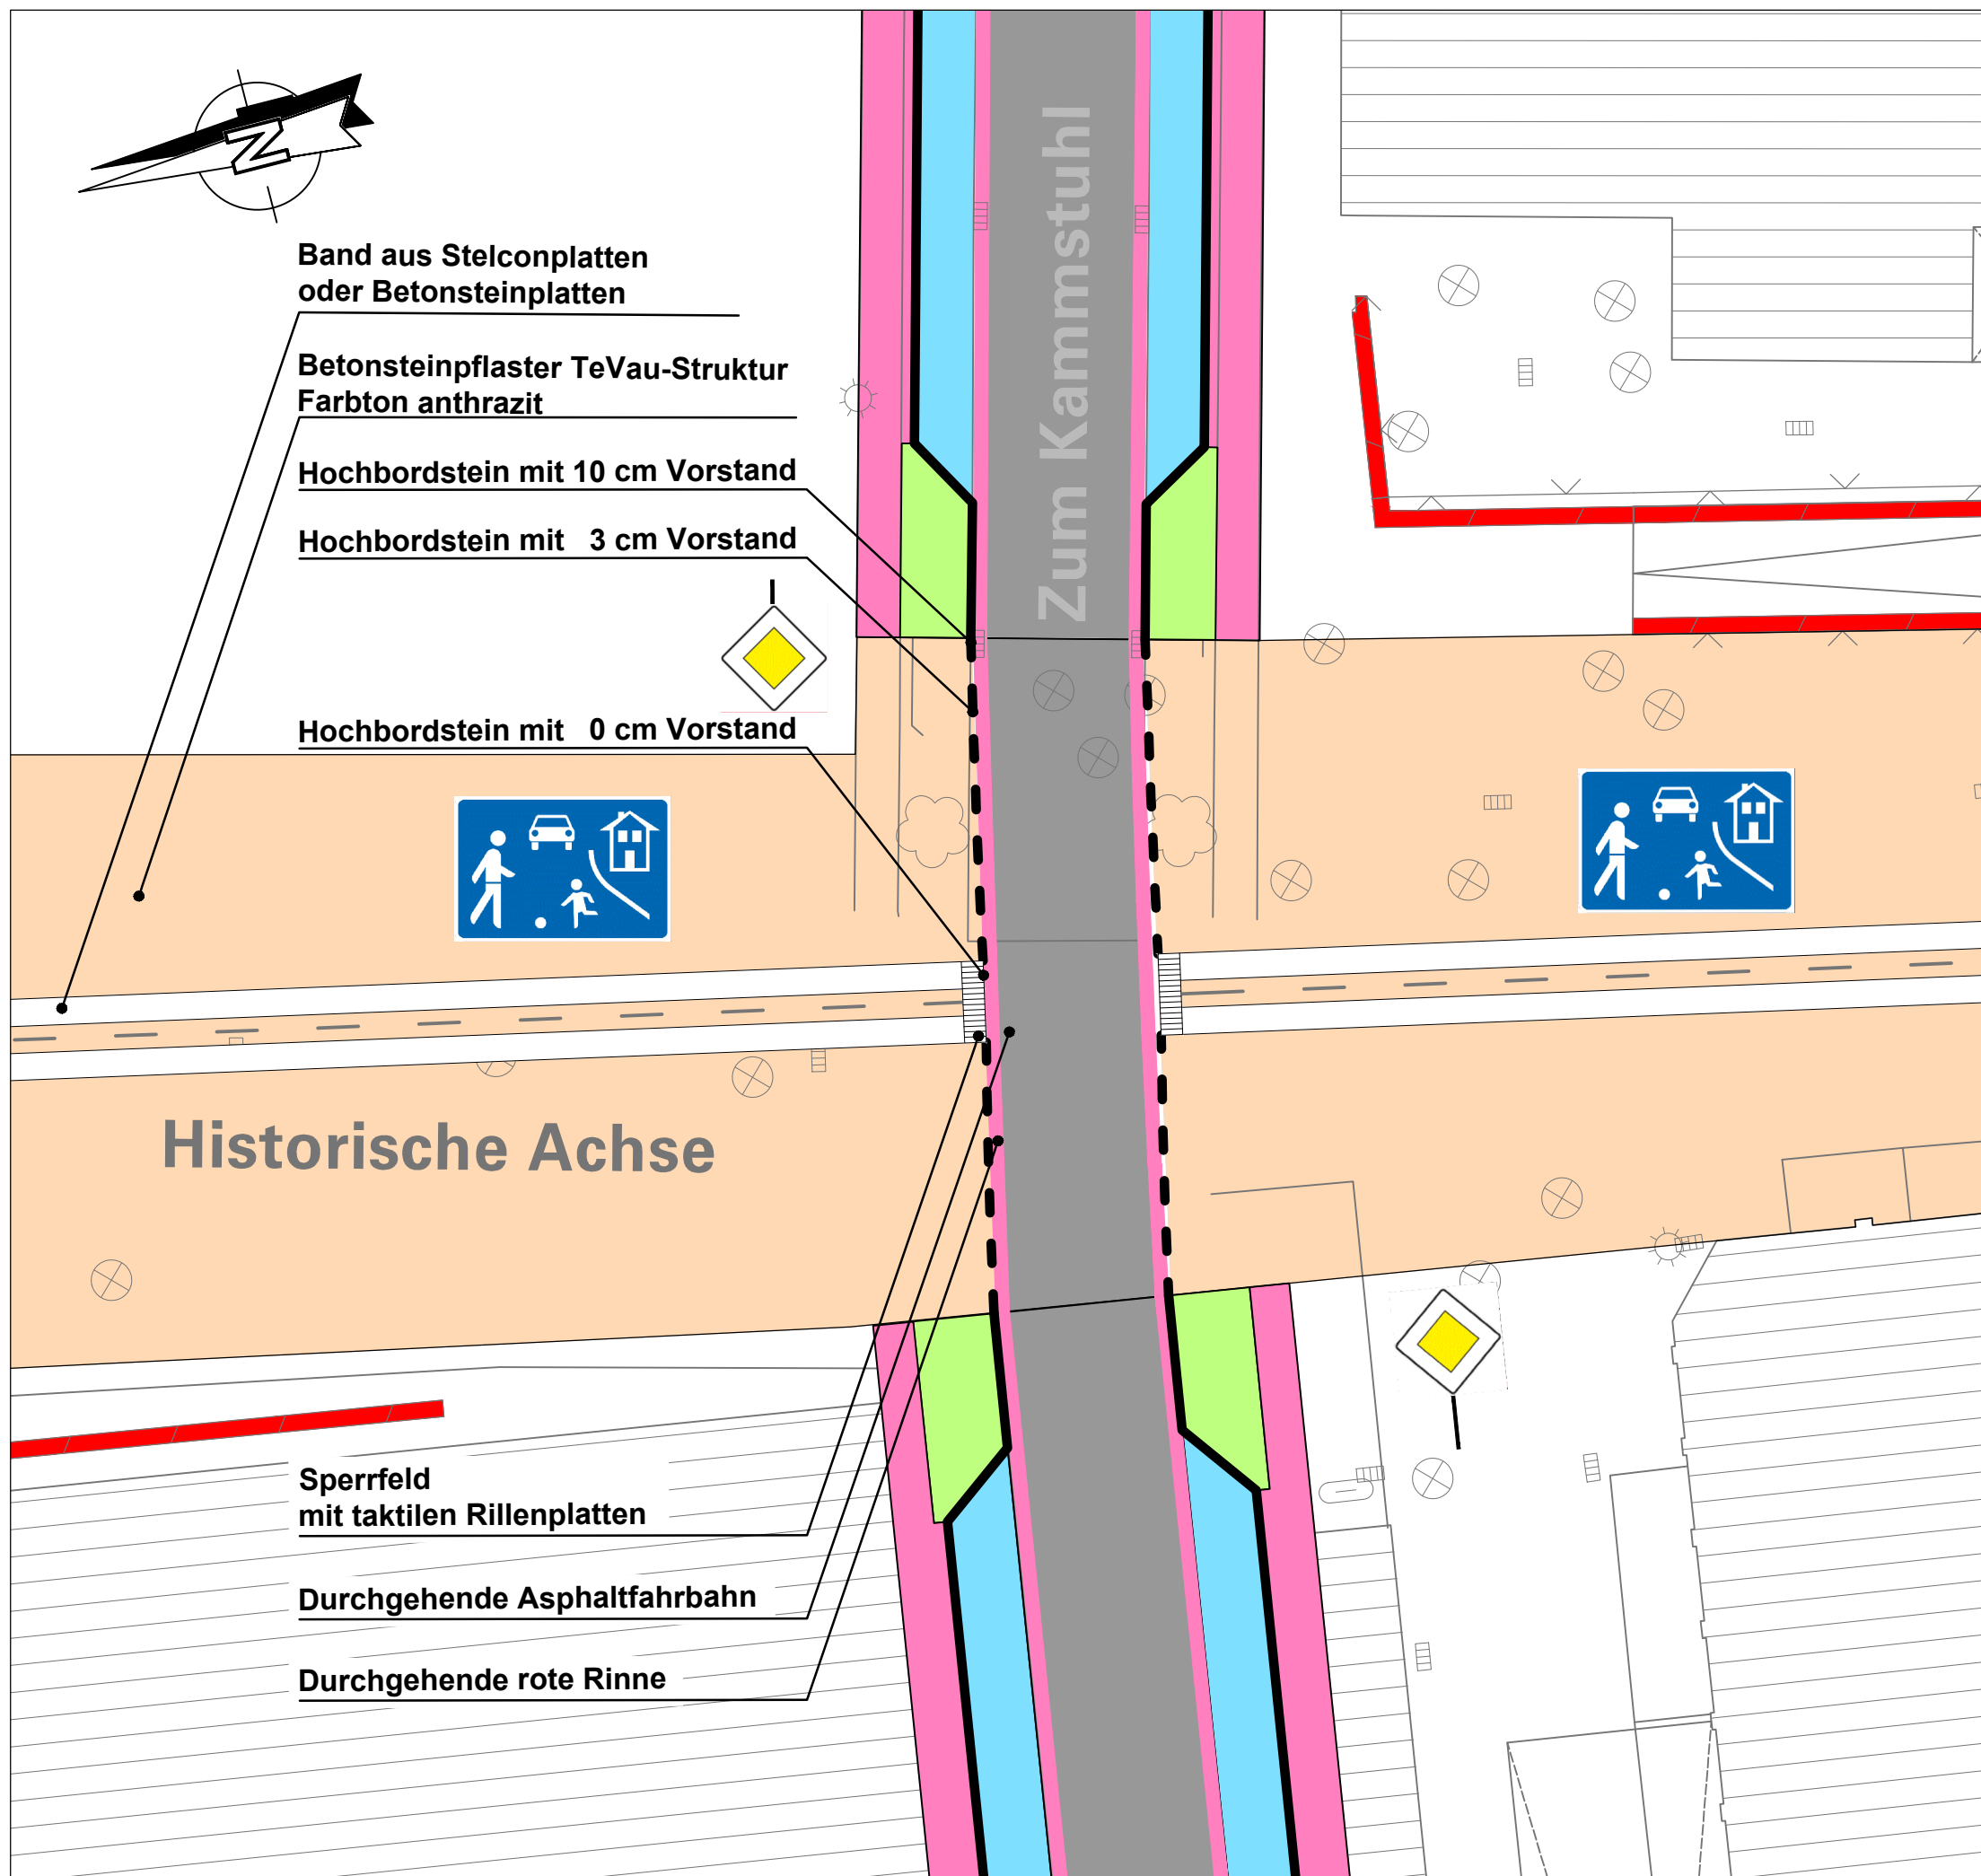 N
Zum Kammstuhl
Band aus Stelconplatten
oder Betonsteinplatten
Betonsteinpflaster TeVau-Struktur
Farbton anthrazit
Hochbordstein mit 10 cm Vorstand
Hochbordstein mit 3 cm Vorstand
Hochbordstein mit 0 cm Vorstand
Historische Achse
Sperrfeld
mit taktilen Rillenplatten
Durchgehende Asphaltfahrbahn
Durchgehende rote Rinne